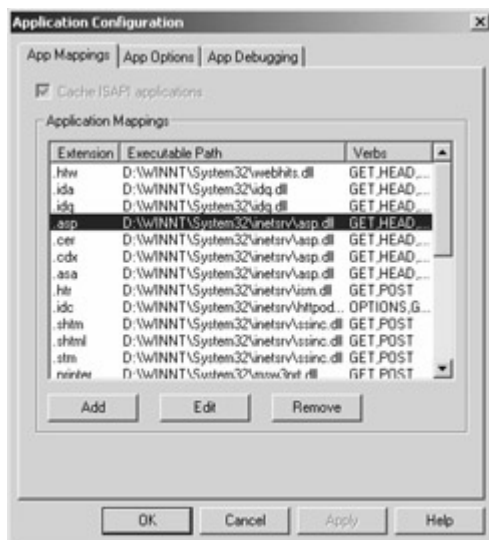 Application Configuration
App Mappings App Options App Debugging
Cache ISAPI applications
Application Mappings
Extension Executable Path Verbs
.htw D:\WINNT\System32\webhits.dll GET,HEAD,...
.ida D:\WINNT\System32\idq.dll GET,HEAD,...
.idq D:\WINNT\System32\idq.dll GET,HEAD,...
.asp D:\WINNT\System32\inetsrv\asp.dll GET,HEAD,...
.cer D:\WINNT\System32\inetsrv\asp.dll GET,HEAD,...
.cdx D:\WINNT\System32\inetsrv\asp.dll GET,HEAD,...
.asa D:\WINNT\System32\inetsrv\asp.dll GET,HEAD,...
.htr D:\WINNT\System32\inetsrv\ism.dll GET,POST
.idc D:\WINNT\System32\inetsrv\httpod... OPTIONS,G...
.shtm D:\WINNT\System32\inetsrv\ssinc.dll GET,POST
.shtml D:\WINNT\System32\inetsrv\ssinc.dll GET,POST
.stm D:\WINNT\System32\inetsrv\ssinc.dll GET,POST
.printer D:\WINNT\System32\msw3prt.dll GET,POST
Add Edit Remove
OK Cancel Apply Help